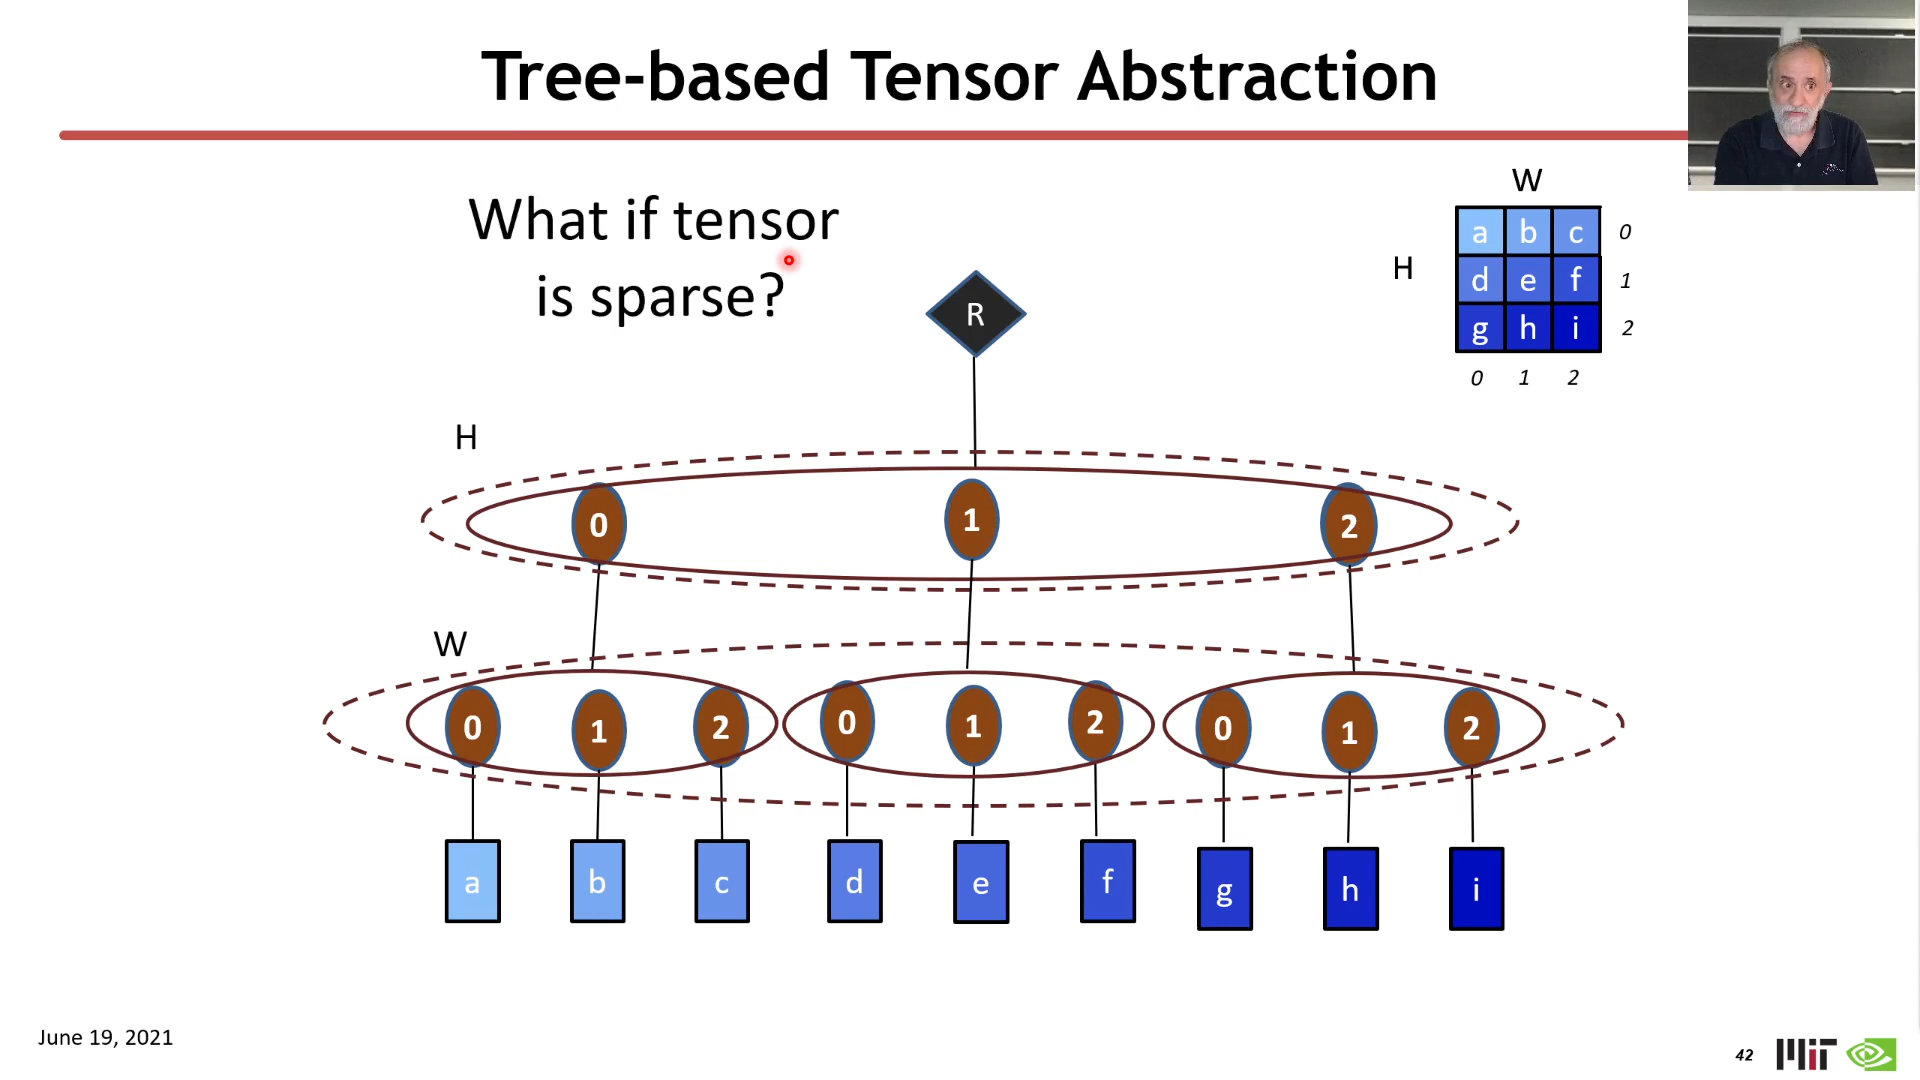 Tree-based Tensor Abstraction
What if tensor
is sparse?
W
a b c 0
H
d e f 1
g h i 2
0 1 2
R
H
0 1 2
W
0 1 2 0 1 2 0 1 2
a b c d e f g h i
June 19, 2021
42
MIT